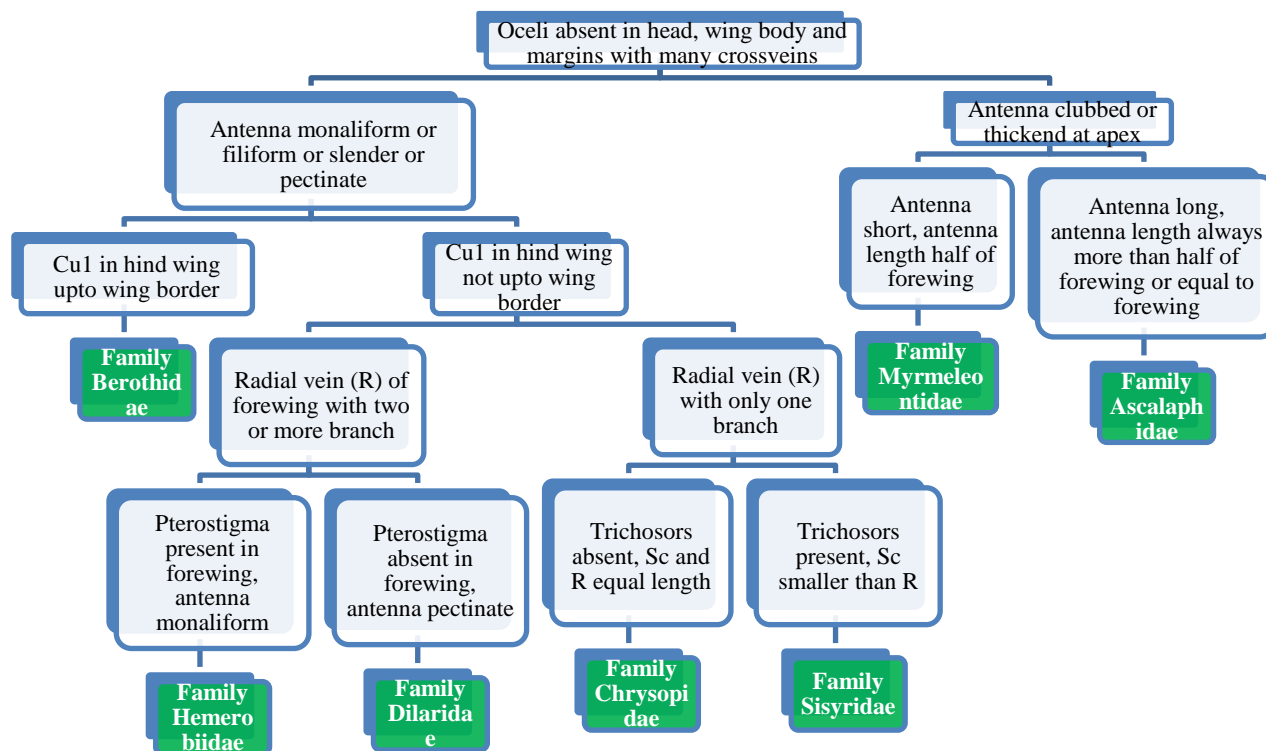 Oceli absent in head, wing body and
margins with many crossveins
Antenna monaliform or
filiform or slender or
pectinate
Antenna clubbed or
thickend at apex
Cu1 in hind wing
upto wing border
Cu1 in hind wing
not upto wing
border
Antenna
short, antenna
length half of
forewing
Antenna long,
antenna length always
more than half of
forewing or equal to
forewing
Family
Berothid
ae
Radial vein (R) of
forewing with two
or more branch
Radial vein (R)
with only one
branch
Family
Myrmeleo
ntidae
Family
Ascalaph
idae
Pterostigma
present in
forewing,
antenna
monaliform
Pterostigma
absent in
forewing,
antenna pectinate
Trichosors
absent, Sc and
R equal length
Trichosors
present, Sc
smaller than R
Family
Hemero
biidae
Family
Dilarida
e
Family
Chrysopi
dae
Family
Sisyridae